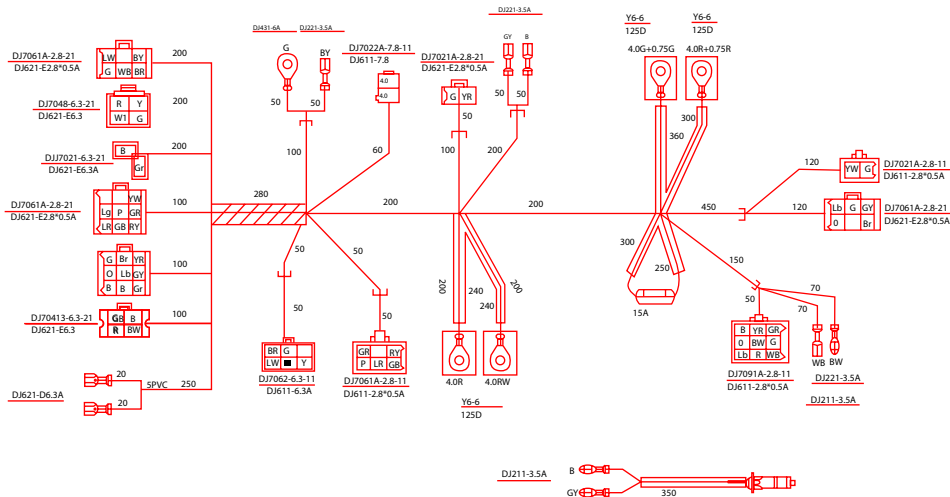 DJ431-6A DJ221-3.5A
DJ221-3.5A
Y6-6 Y6-6
125D 125D
4.0G+0.75G 4.0R+0.75R
DJ7061A-2.8-21
DJ621-E2.8*0.5A
LW BY
G WB BR
200
G BY
50 50
DJ7022A-7.8-11
DJ611-7.8
4.0
4.0
DJ7021A-2.8-21
DJ621-E2.8*0.5A
G YR
50
GY B
50 50
DJ7048-6.3-21
DJ621-E6.3
R Y
W1 G
200
DJJ7021-6.3-21
DJ621-E6.3A
B
Gr
200
100
60
100
200
300
360
DJ7061A-2.8-21
DJ621-E2.8*0.5A
YW
Lg P GR
LR GB RY
100
280
200
200
450
120
YW G
DJ7021A-2.8-11
DJ611-2.8*0.5A
120
Lb G GY
0 Br
DJ7061A-2.8-21
DJ621-E2.8*0.5A
G Br YR
O Lb GY
B B Gr
100
50
50
300
250
15A
150
DJ70413-6.3-21
DJ621-E6.3
G GB B
R BW
100
50
50
200
240
240
200
50
70
70
BR G
LW Y
DJ7062-6.3-11
DJ611-6.3A
GR RY
P LR GB
DJ7061A-2.8-11
DJ611-2.8*0.5A
4.0R 4.0RW
Y6-6
125D
B YR GR
0 BW G
Lb R WB
DJ7091A-2.8-11
DJ611-2.8*0.5A
WB BW
DJ221-3.5A
DJ211-3.5A
DJ621-D6.3A
20
20
5PVC
250
DJ211-3.5A
B
GY
350